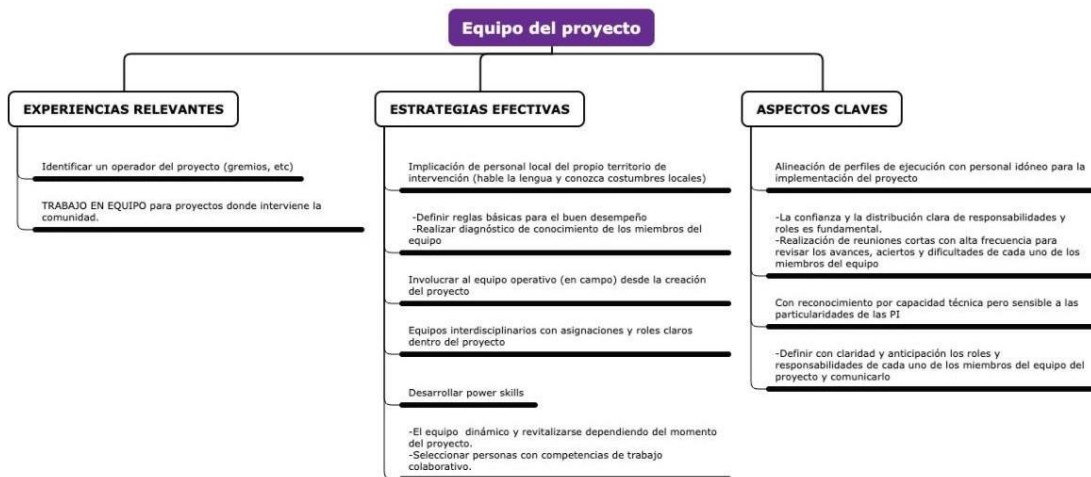 Equipo del proyecto
EXPERIENCIAS RELEVANTES
Identificar un operador del proyecto (gremios, etc)
TRABAJO EN EQUIPO para proyectos donde interviene la
comunidad.
ESTRATEGIAS EFECTIVAS
Implicación de personal local del propio territorio de
intervención (hable la lengua y conozca costumbres locales)
-Definir reglas básicas para el buen desempeño
-Realizar diagnóstico de conocimiento de los miembros del
equipo
Involucrar al equipo operativo (en campo) desde la creación
del proyecto
Equipos interdisciplinarios con asignaciones y roles claros
dentro del proyecto
Desarrollar power skills
-El equipo dinámico y revitalizarse dependiendo del momento
del proyecto.
-Seleccionar personas con competencias de trabajo
colaborativo.
ASPECTOS CLAVES
Alineación de perfiles de ejecución con personal idóneo para la
implementación del proyecto
-La confianza y la distribución clara de responsabilidades y
roles es fundamental.
-Realización de reuniones cortas con alta frecuencia para
revisar los avances, aciertos y dificultades de cada uno de los
miembros del equipo
Con reconocimiento por capacidad técnica pero sensible a las
particularidades de las PI
-Definir con claridad y anticipación los roles y
responsabilidades de cada uno de los miembros del equipo del
proyecto y comunicarlo